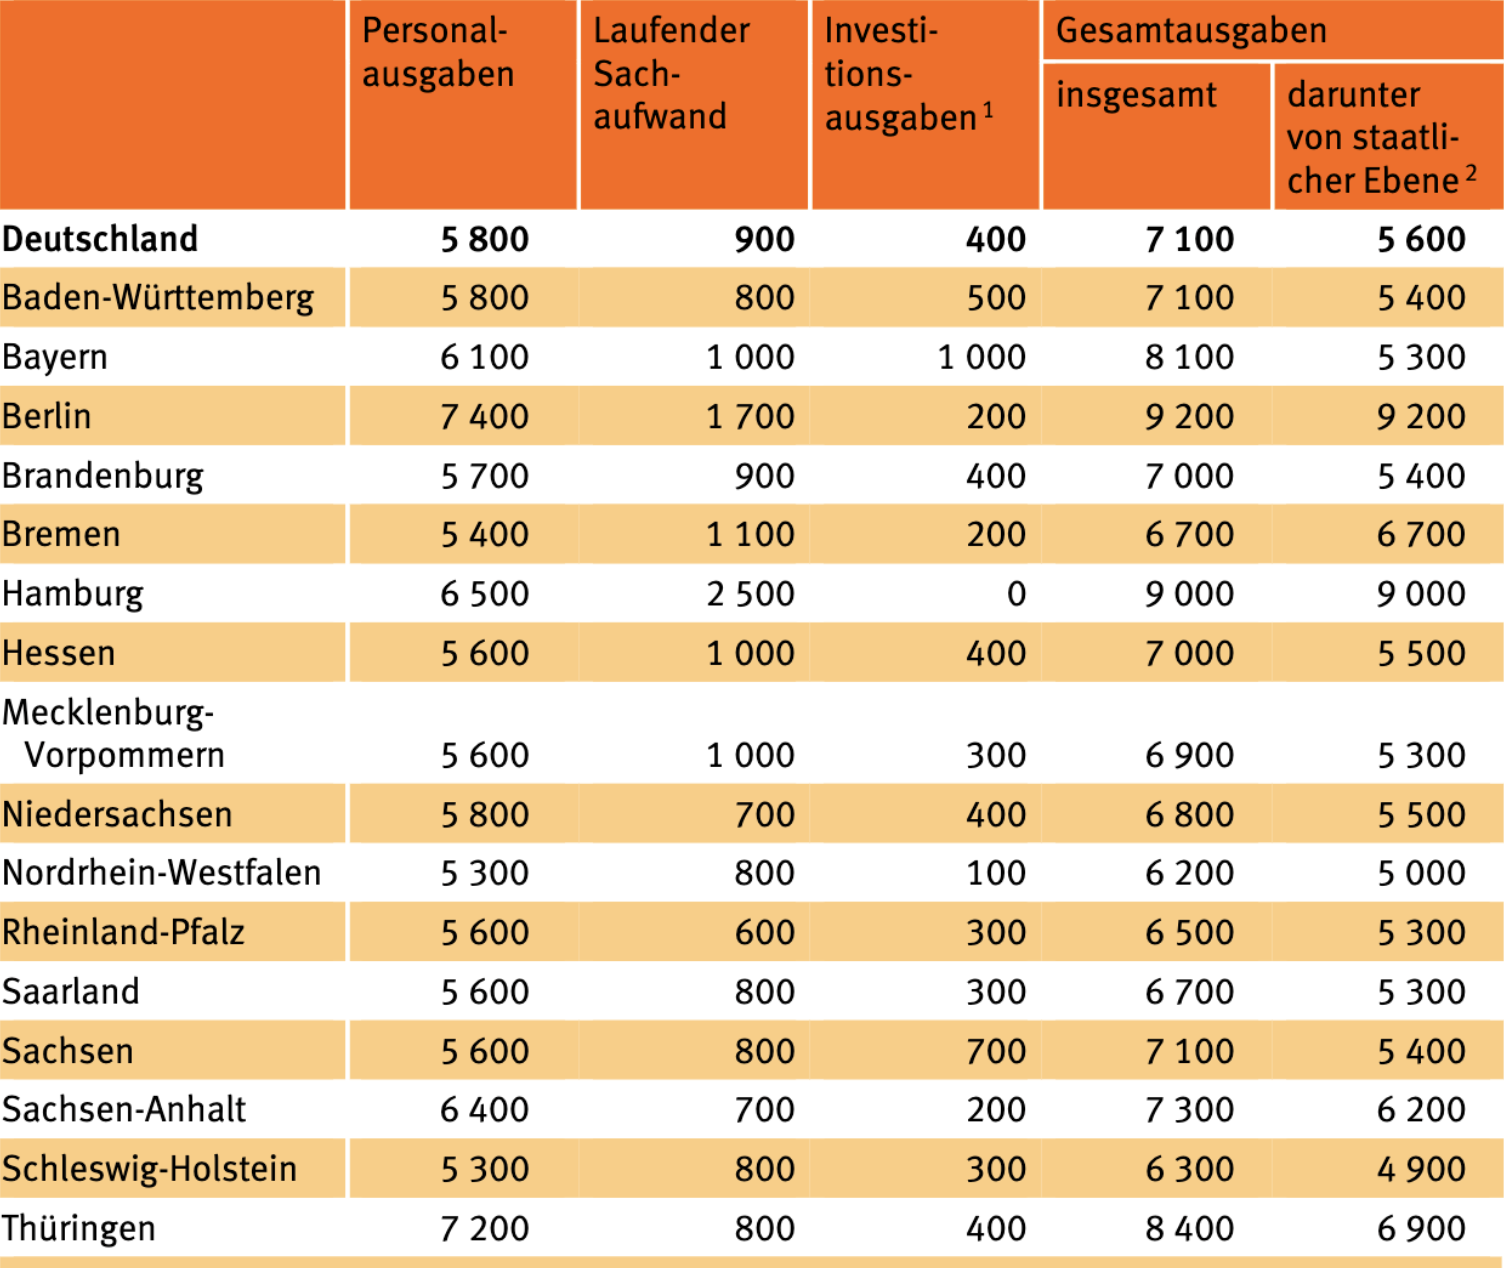 Personal-
ausgaben
Laufender
Sach-
aufwand
Investi-
tions-
ausgaben 1
Gesamtausgaben
insgesamt
darunter
von staatli-
cher Ebene 2
Deutschland 5 800 900 400 7 100 5 600
Baden-Württemberg 5 800 800 500 7 100 5 400
Bayern 6 100 1 000 1 000 8 100 5 300
Berlin 7 400 1 700 200 9 200 9 200
Brandenburg 5 700 900 400 7 000 5 400
Bremen 5 400 1 100 200 6 700 6 700
Hamburg 6 500 2 500 0 9 000 9 000
Hessen 5 600 1 000 400 7 000 5 500
Mecklenburg-
Vorpommern 5 600 1 000 300 6 900 5 300
Niedersachsen 5 800 700 400 6 800 5 500
Nordrhein-Westfalen 5 300 800 100 6 200 5 000
Rheinland-Pfalz 5 600 600 300 6 500 5 300
Saarland 5 600 800 300 6 700 5 300
Sachsen 5 600 800 700 7 100 5 400
Sachsen-Anhalt 6 400 700 200 7 300 6 200
Schleswig-Holstein 5 300 800 300 6 300 4 900
Thüringen 7 200 800 400 8 400 6 900